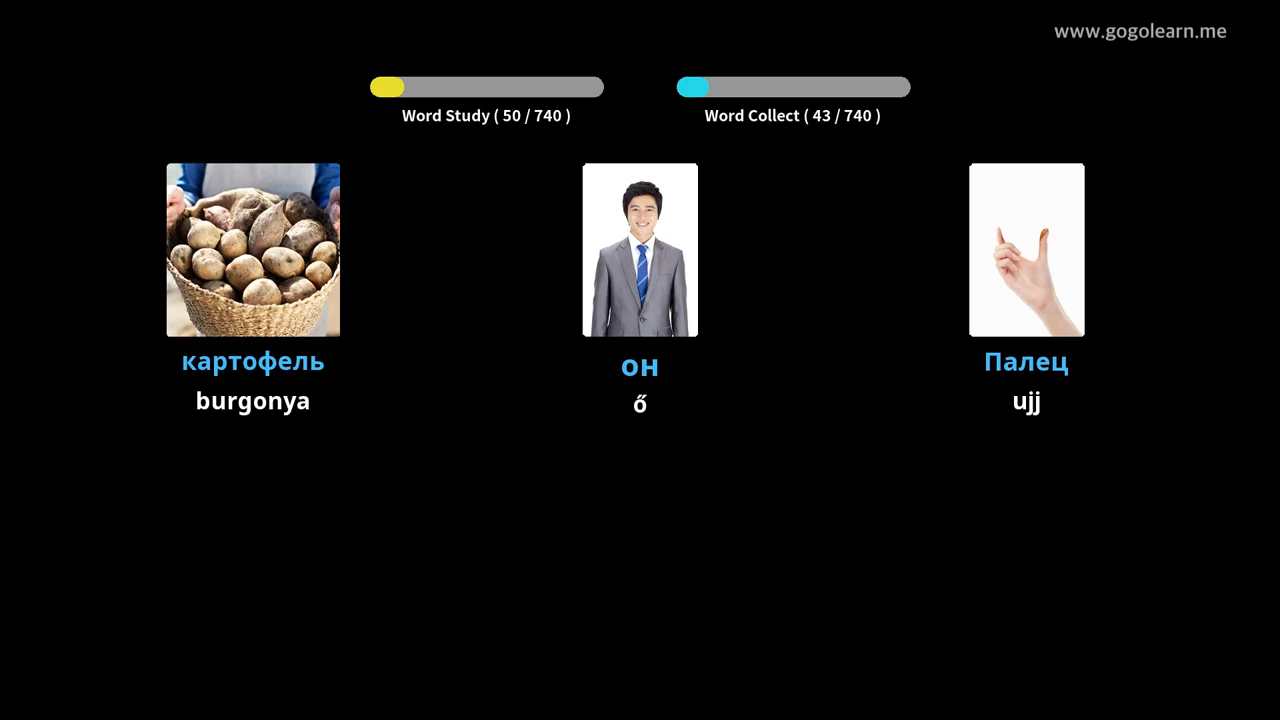 www.gogolearn.me
Word Study ( 50 / 740 )
Word Collect ( 43 / 740 )
картофель
он
Палец
burgonya
ő
ujj